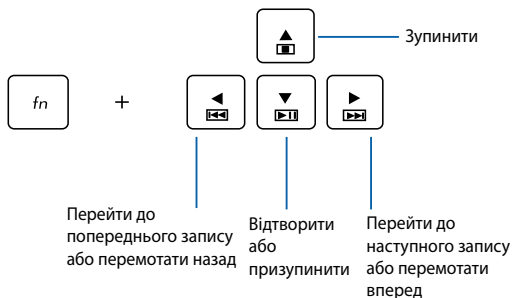 Зупинити
fn
+
Перейти до
попереднього запису
або перемотати назад
Відтворити
або
призупинити
Перейти до
наступного запису
або перемотати
вперед